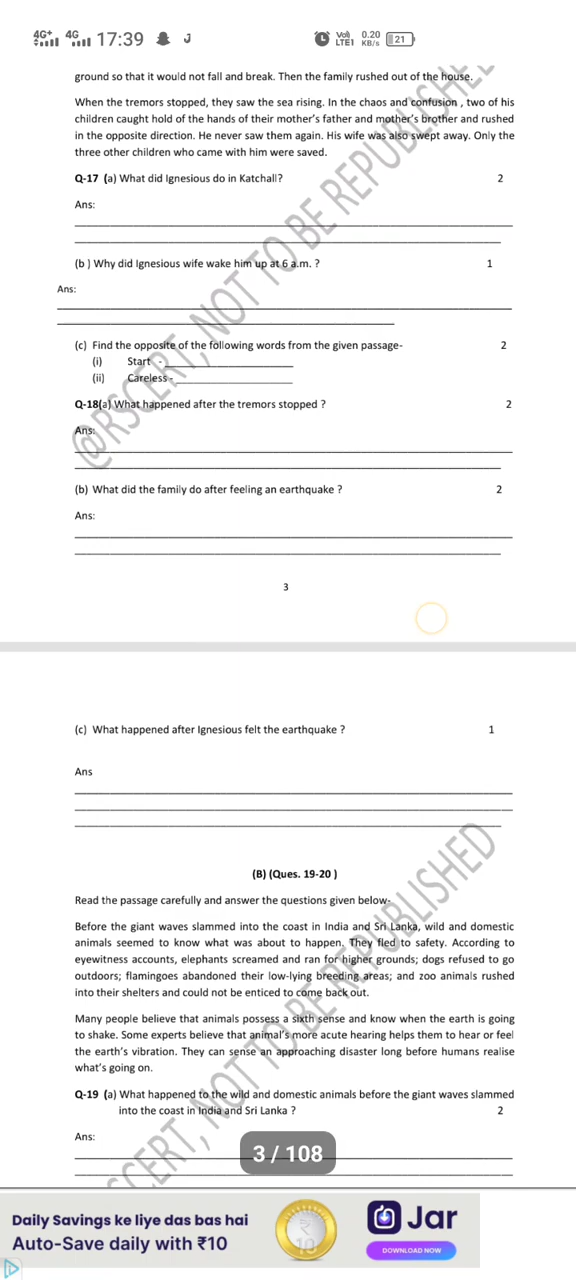 4G+ 4G 17:39 VoD LTE1 0.20 KB/s 21
ground so that it would not fall and break. Then the family rushed out of the house.
When the tremors stopped, they saw the sea rising. In the chaos and confusion , two of his
children caught hold of the hands of their mother's father and mother's brother and rushed
in the opposite direction. He never saw them again. His wife was also swept away. Only the
three other children who came with him were saved.
Q-17 (a) What did Ignesious do in Katchall? 2
Ans:
(b ) Why did Ignesious wife wake him up at 6 a.m. ? 1
Ans:
(c) Find the opposite of the following words from the given passage- 2
(i) Start -
(ii) Careless -
Q-18(a) What happened after the tremors stopped ? 2
Ans:
(b) What did the family do after feeling an earthquake ? 2
Ans:
3
@RSCERT, NOT TO BE REPUBLISHED
(c) What happened after Ignesious felt the earthquake ? 1
Ans
(B) (Ques. 19-20 )
Read the passage carefully and answer the questions given below-
Before the giant waves slammed into the coast in India and Sri Lanka, wild and domestic
animals seemed to know what was about to happen. They fled to safety. According to
eyewitness accounts, elephants screamed and ran for higher grounds; dogs refused to go
outdoors; flamingoes abandoned their low-lying breeding areas; and zoo animals rushed
into their shelters and could not be enticed to come back out.
Many people believe that animals possess a sixth sense and know when the earth is going
to shake. Some experts believe that animal's more acute hearing helps them to hear or feel
the earth's vibration. They can sense an approaching disaster long before humans realise
what's going on.
Q-19 (a) What happened to the wild and domestic animals before the giant waves slammed
into the coast in India and Sri Lanka ? 2
Ans:
SCERT, NOT TO BE REPUBLISHED
3 / 108
Daily Savings ke liye das bas hai
Auto-Save daily with ₹10
₹
10
Jar
DOWNLOAD NOW